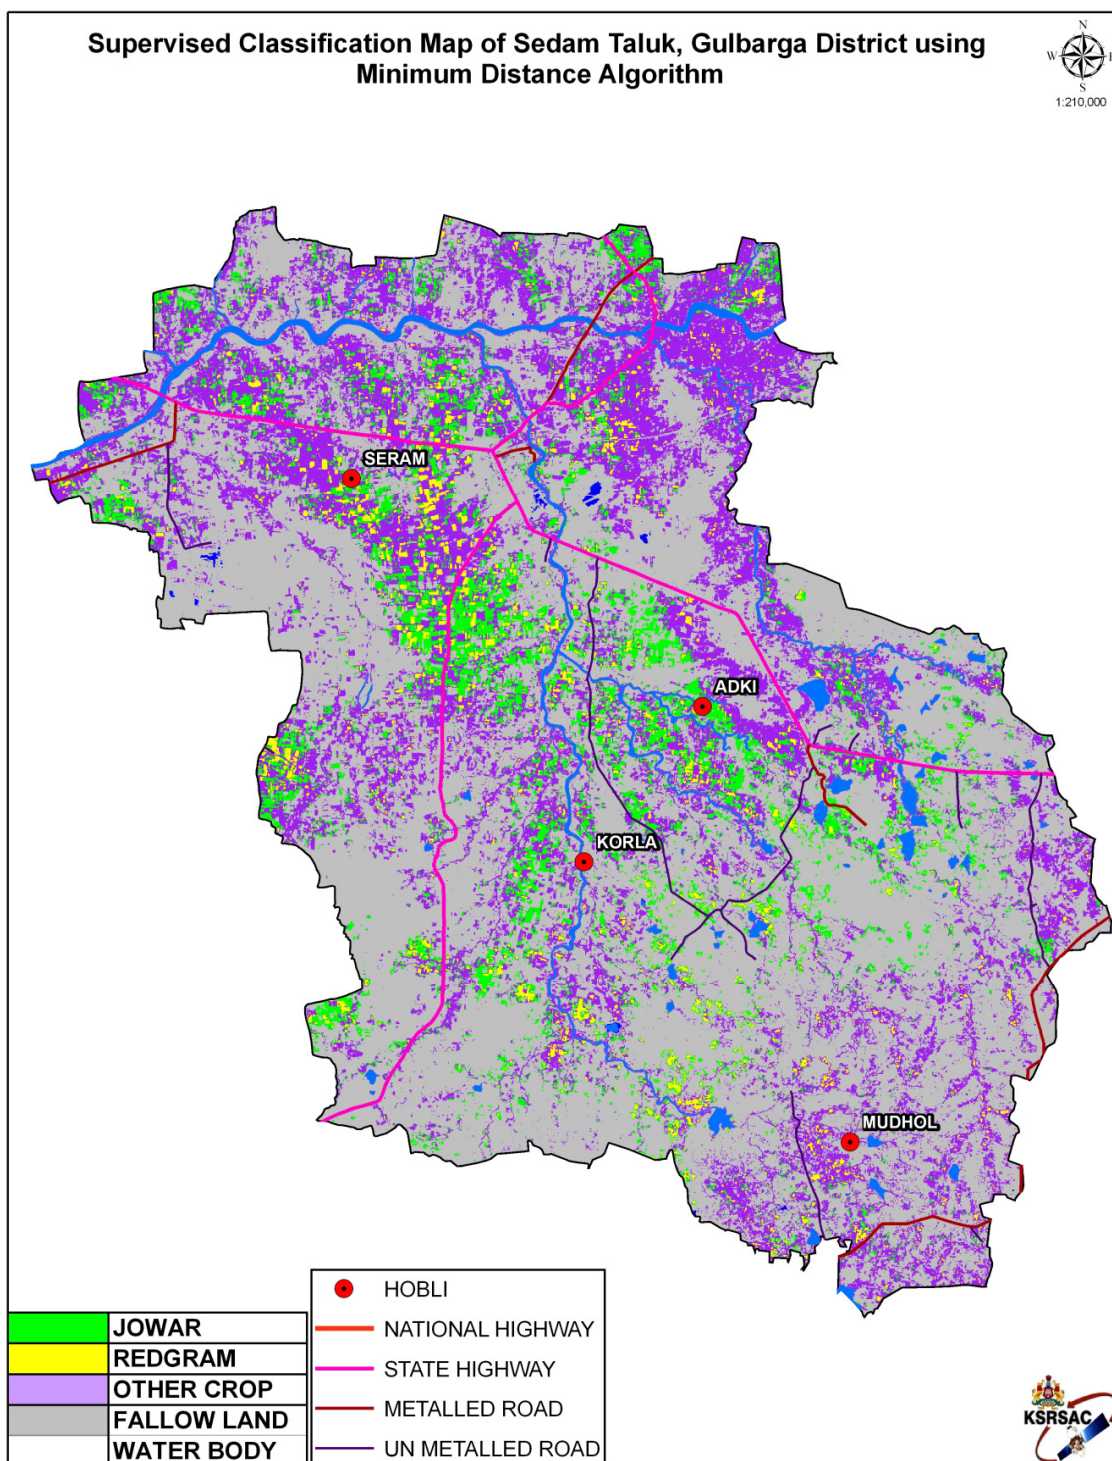 Supervised Classification Map of Sedam Taluk, Gulbarga District using
Minimum Distance Algorithm
N
W
S
1:210,000
SERAM
ADKI
KORLA
MUDHOL
HOBLI
NATIONAL HIGHWAY
STATE HIGHWAY
METALLED ROAD
UN METALLED ROAD
JOWAR
REDGRAM
OTHER CROP
FALLOW LAND
WATER BODY
KSRSAC